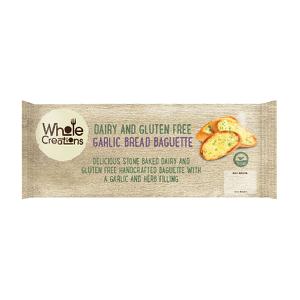 Whole
Creations
DAIRY AND GLUTEN FREE
GARLIC BREAD BAGUETTE
DELICIOUS STONE BAKED DAIRY AND
GLUTEN FREE HANDCRAFTED BAGUETTE WITH
A GARLIC AND HERB FILLING